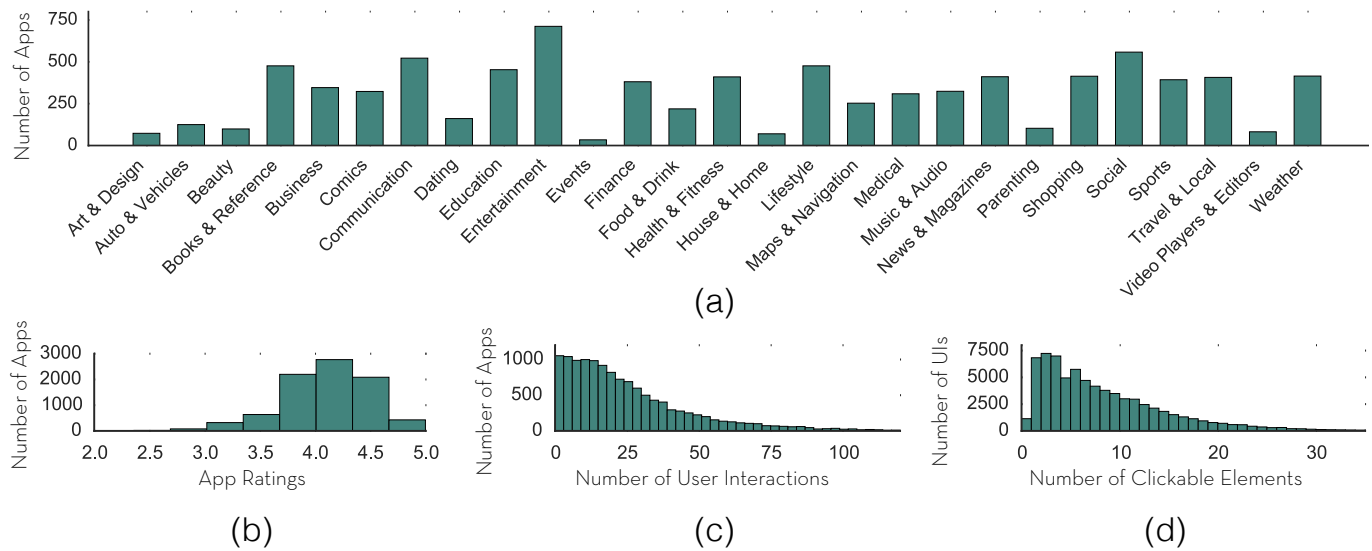 Number of Apps
750
500
250
0
Art & Design
Auto & Vehicles
Beauty
Books & Reference
Business
Comics
Communication
Dating
Education
Entertainment
Events
Finance
Food & Drink
Health & Fitness
House & Home
Lifestyle
Maps & Navigation
Medical
Music & Audio
News & Magazines
Parenting
Shopping
Social
Sports
Travel & Local
Video Players & Editors
Weather
(a)
Number of Apps
3000
2000
1000
0
2.0 2.5 3.0 3.5 4.0 4.5 5.0
App Ratings
(b)
Number of Apps
1000
500
0
0 25 50 75 100
Number of User Interactions
(c)
Number of UIs
7500
5000
2500
0
0 10 20 30
Number of Clickable Elements
(d)